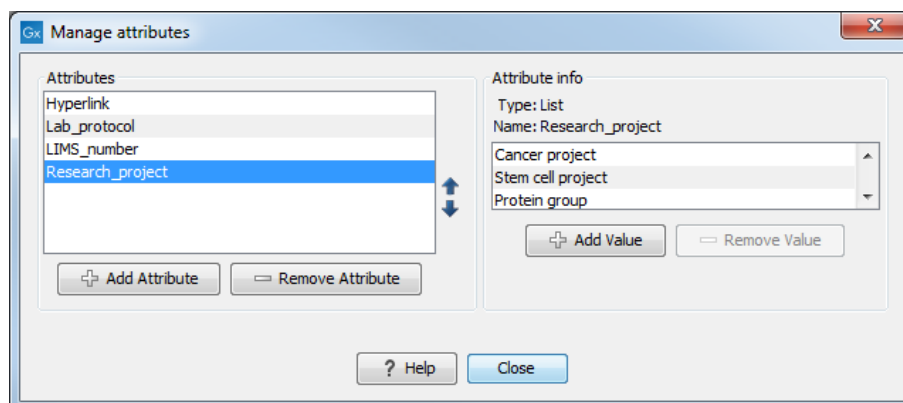 Gx Manage attributes
Attributes
Hyperlink
Lab_protocol
LIMS_number
Research_project
Add Attribute
Remove Attribute
Attribute info
Type: List
Name: Research_project
Cancer project
Stem cell project
Protein group
Add Value
Remove Value
? Help
Close